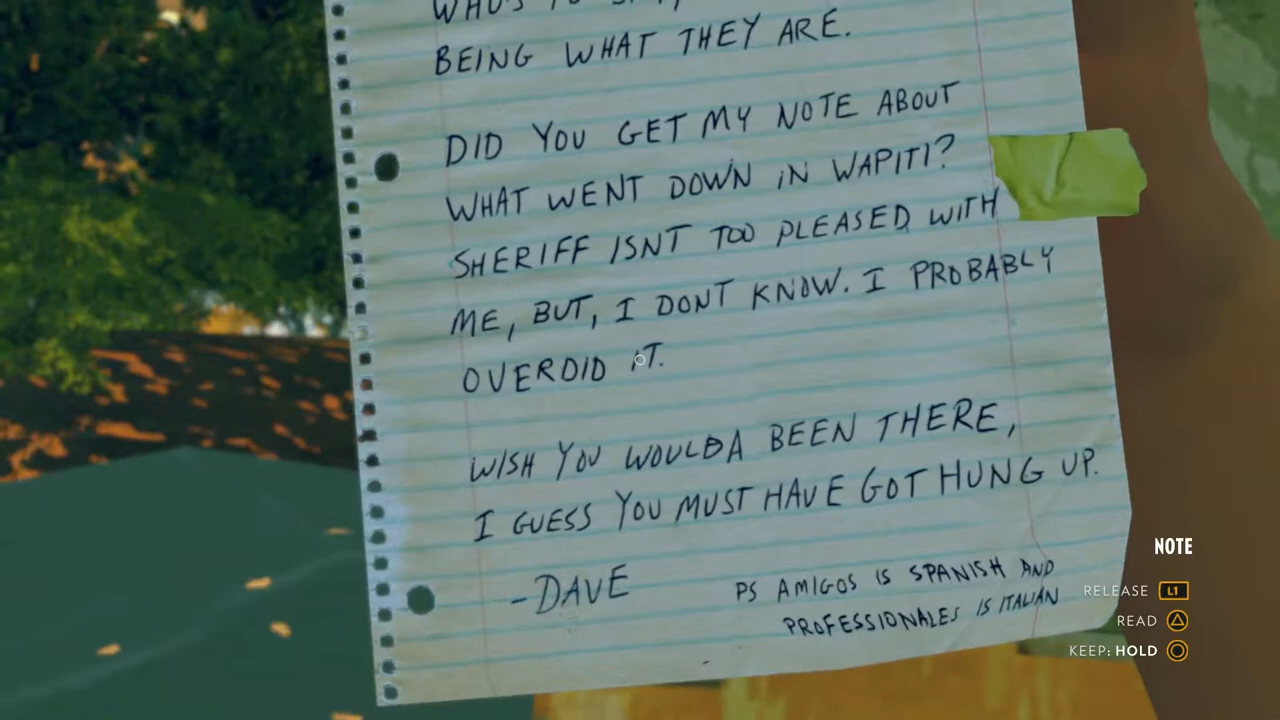 BEING WHAT THEY ARE.
DID YOU GET MY NOTE ABOUT
WHAT WENT DOWN IN WAPITI?
SHERIFF ISNT TOO PLEASED WITH
ME, BUT, I DONT KNOW. I PROBABLY
OVERDID IT.
WISH YOU WOULDA BEEN THERE,
I GUESS YOU MUST HAVE GOT HUNG UP.
-DAVE
PS AMIGOS IS SPANISH AND
PROFESSIONALES IS ITALIAN
NOTE
RELEASE L1
READ
KEEP: HOLD